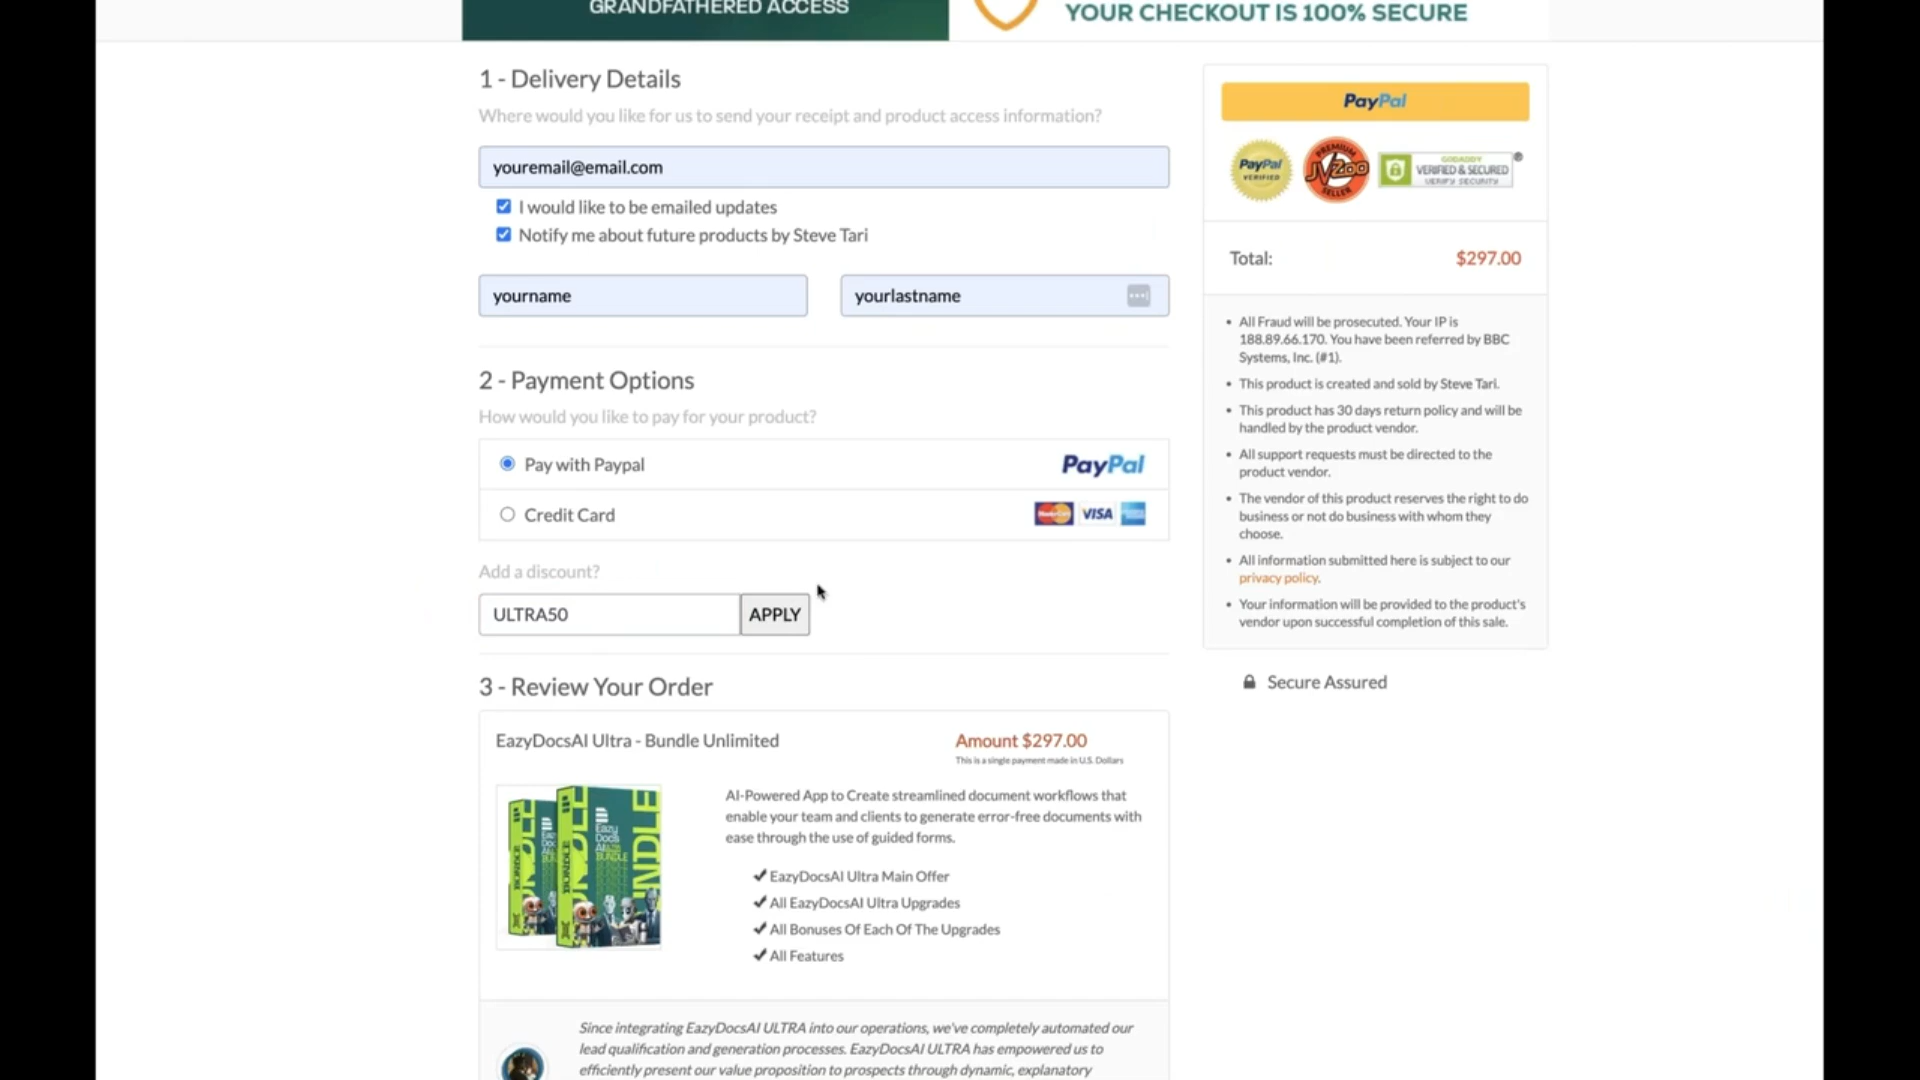 GRANDFATHERED ACCESS
YOUR CHECKOUT IS 100% SECURE
1 - Delivery Details
Where would you like for us to send your receipt and product access information?
youremail@email.com
I would like to be emailed updates
Notify me about future products by Steve Tari
yourname
yourlastname
2 - Payment Options
How would you like to pay for your product?
Pay with Paypal
PayPal
Credit Card
MasterCard
VISA
Add a discount?
ULTRA50
APPLY
3 - Review Your Order
EazyDocsAI Ultra - Bundle Unlimited
Amount $297.00
This is a single payment made in U.S. Dollars
BUNDLE
Eazy
Docs
BUNDLE
AI-Powered App to Create streamlined document workflows that
enable your team and clients to generate error-free documents with
ease through the use of guided forms.
EazyDocsAI Ultra Main Offer
All EazyDocsAI Ultra Upgrades
All Bonuses Of Each Of The Upgrades
All Features
Since integrating EazyDocsAI ULTRA into our operations, we've completely automated our
lead qualification and generation processes. EazyDocsAI ULTRA has empowered us to
efficiently present our value proposition to prospects through dynamic, explanatory
PayPal
PayPal
VERIFIED
PREMIUM
JVZoo
SELLER
GODADDY
VERIFIED & SECURED
VERIFY SECURITY
®
Total:
$297.00
All Fraud will be prosecuted. Your IP is
188.89.66.170. You have been referred by BBC
Systems, Inc. (#1).
This product is created and sold by Steve Tari.
This product has 30 days return policy and will be
handled by the product vendor.
All support requests must be directed to the
product vendor.
The vendor of this product reserves the right to do
business or not do business with whom they
choose.
All information submitted here is subject to our
privacy policy.
Your information will be provided to the product's
vendor upon successful completion of this sale.
Secure Assured